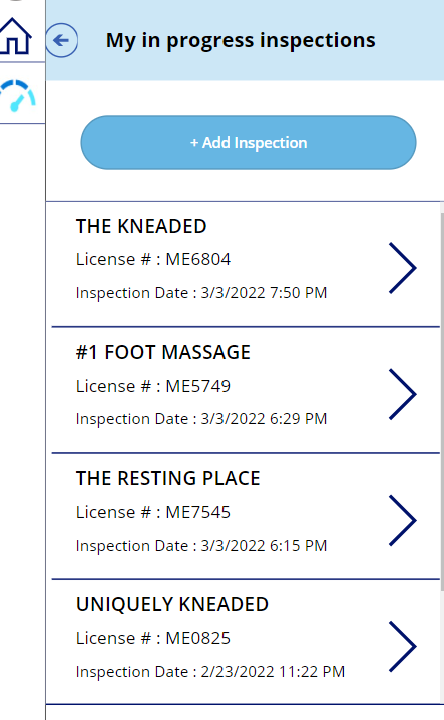 My in progress inspections
+ Add Inspection
THE KNEADED
License # : ME6804
Inspection Date : 3/3/2022 7:50 PM
#1 FOOT MASSAGE
License # : ME5749
Inspection Date : 3/3/2022 6:29 PM
THE RESTING PLACE
License # : ME7545
Inspection Date : 3/3/2022 6:15 PM
UNIQUELY KNEADED
License # : ME0825
Inspection Date : 2/23/2022 11:22 PM